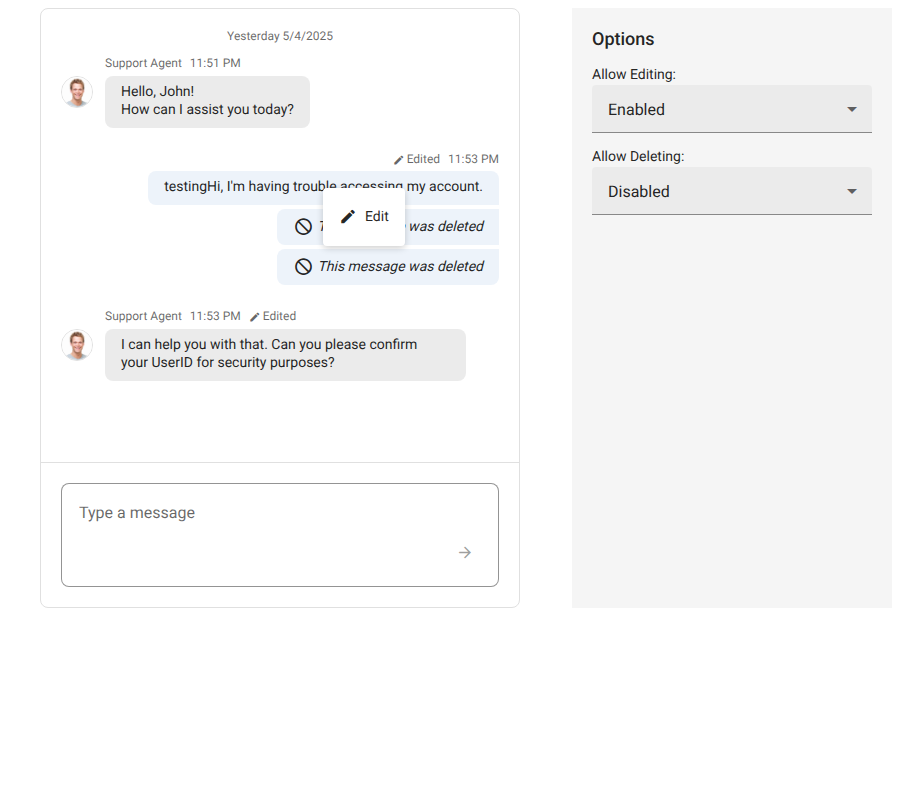 Yesterday 5/4/2025
Support Agent 11:51 PM
Hello, John!
How can I assist you today?
Edited 11:53 PM
testingHi, I'm having trouble accessing my account.
Edit
was deleted
This message was deleted
Support Agent 11:53 PM Edited
I can help you with that. Can you please confirm
your UserID for security purposes?
Type a message
Options
Allow Editing:
Enabled
Allow Deleting:
Disabled